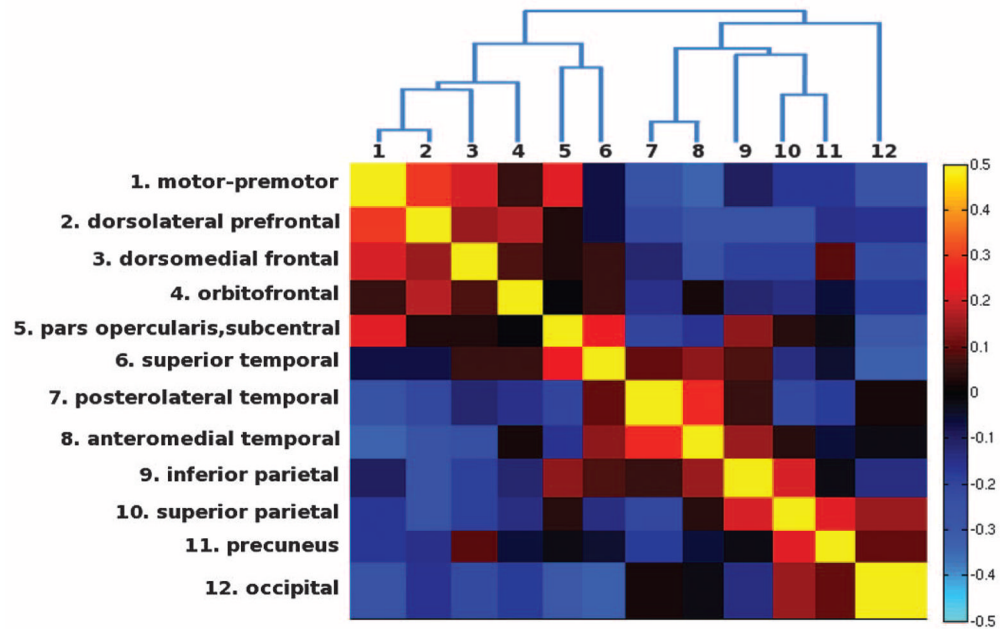 1 2 3 4 5 6 7 8 9 10 11 12
1. motor-premotor
2. dorsolateral prefrontal
3. dorsomedial frontal
4. orbitofrontal
5. pars opercularis,subcentral
6. superior temporal
7. posterolateral temporal
8. anteromedial temporal
9. inferior parietal
10. superior parietal
11. precuneus
12. occipital
0.5
0.4
0.3
0.2
0.1
0
-0.1
-0.2
-0.3
-0.4
-0.5